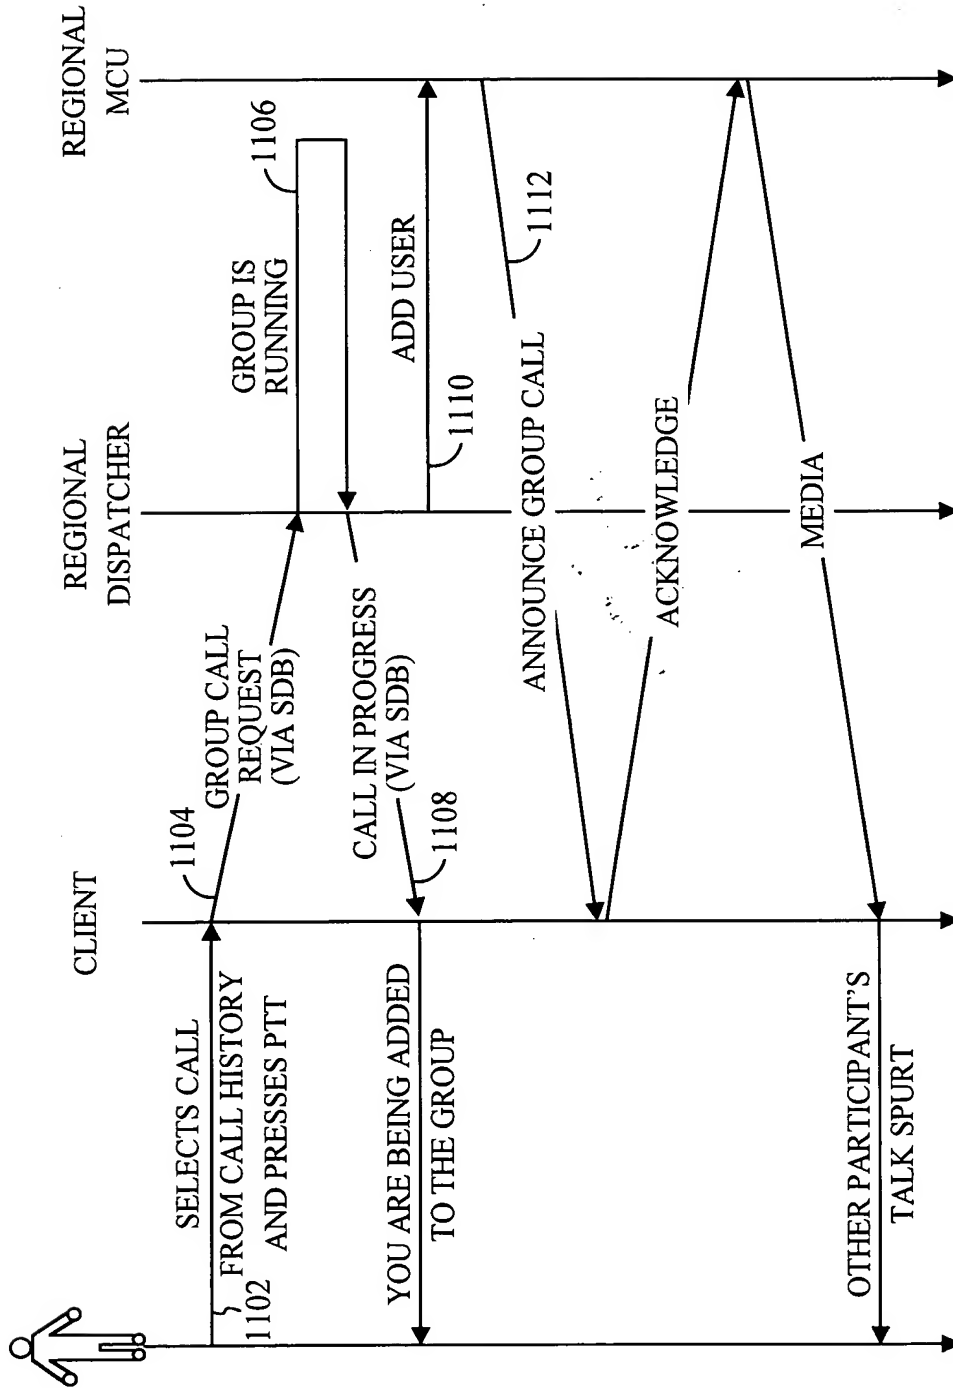 CLIENT
REGIONAL
DISPATCHER
REGIONAL
MCU
SELECTS CALL
FROM CALL HISTORY
AND PRESSES PTT
1102
1104
GROUP CALL
REQUEST
(VIA SDB)
GROUP IS
RUNNING
1106
CALL IN PROGRESS
(VIA SDB)
1108
YOU ARE BEING ADDED
TO THE GROUP
ADD USER
1110
1112
ANNOUNCE GROUP CALL
ACKNOWLEDGE
MEDIA
OTHER PARTICIPANT'S
TALK SPURT